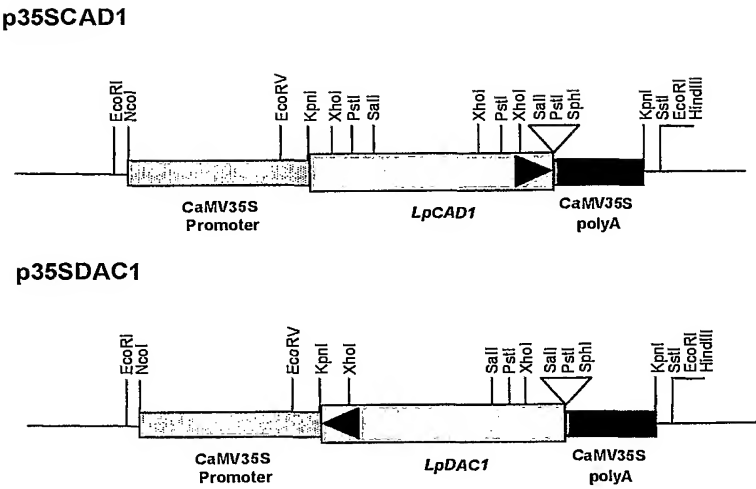 p35SCAD1
EcoRI NcoI EcoRV KpnI XhoI PstI SalI XhoI PstI XhoI SalI PstI SphI KpnI SstI EcoRI HindIII
CaMV35S Promoter
LpCAD1
CaMV35S polyA
p35SDAC1
EcoRI NcoI EcoRV KpnI XhoI SalI PstI XhoI SalI PstI SphI KpnI SstI EcoRI HindIII
CaMV35S Promoter
LpDAC1
CaMV35S polyA